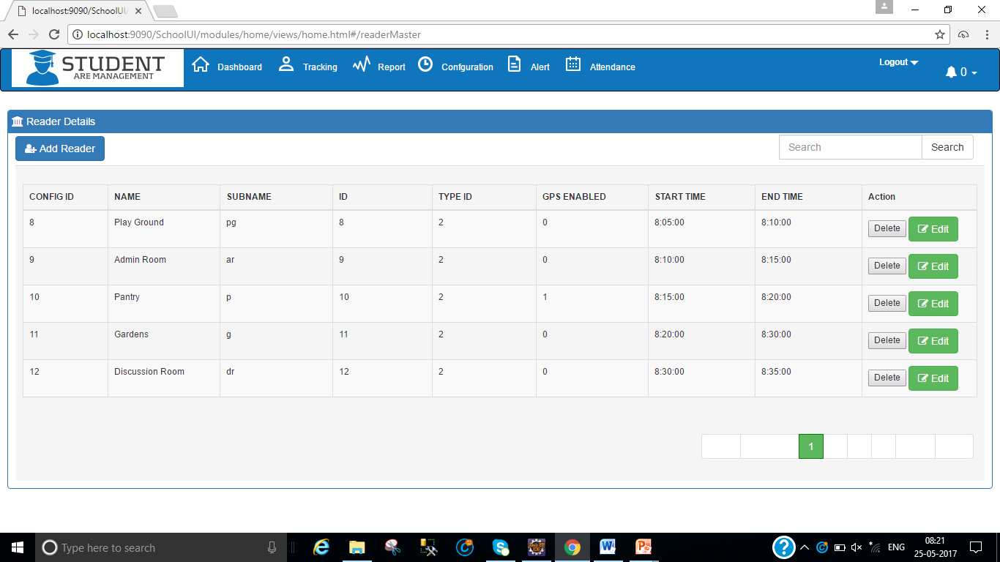 localhost:9090/SchoolUI/
localhost:9090/SchoolUI/modules/home/views/home.html#/readerMaster
STUDENT
ARE MANAGEMENT
Dashboard Tracking Report Confguration Alert Attendance Logout
0
Reader Details
Add Reader Search Search
CONFIG ID NAME SUBNAME ID TYPE ID GPS ENABLED START TIME END TIME Action
8 Play Ground pg 8 2 0 8:05:00 8:10:00 Delete Edit
9 Admin Room ar 9 2 0 8:10:00 8:15:00 Delete Edit
10 Pantry p 10 2 1 8:15:00 8:20:00 Delete Edit
11 Gardens g 11 2 0 8:20:00 8:30:00 Delete Edit
12 Discussion Room dr 12 2 0 8:30:00 8:35:00 Delete Edit
1
Type here to search
ENG
08:21
25-05-2017